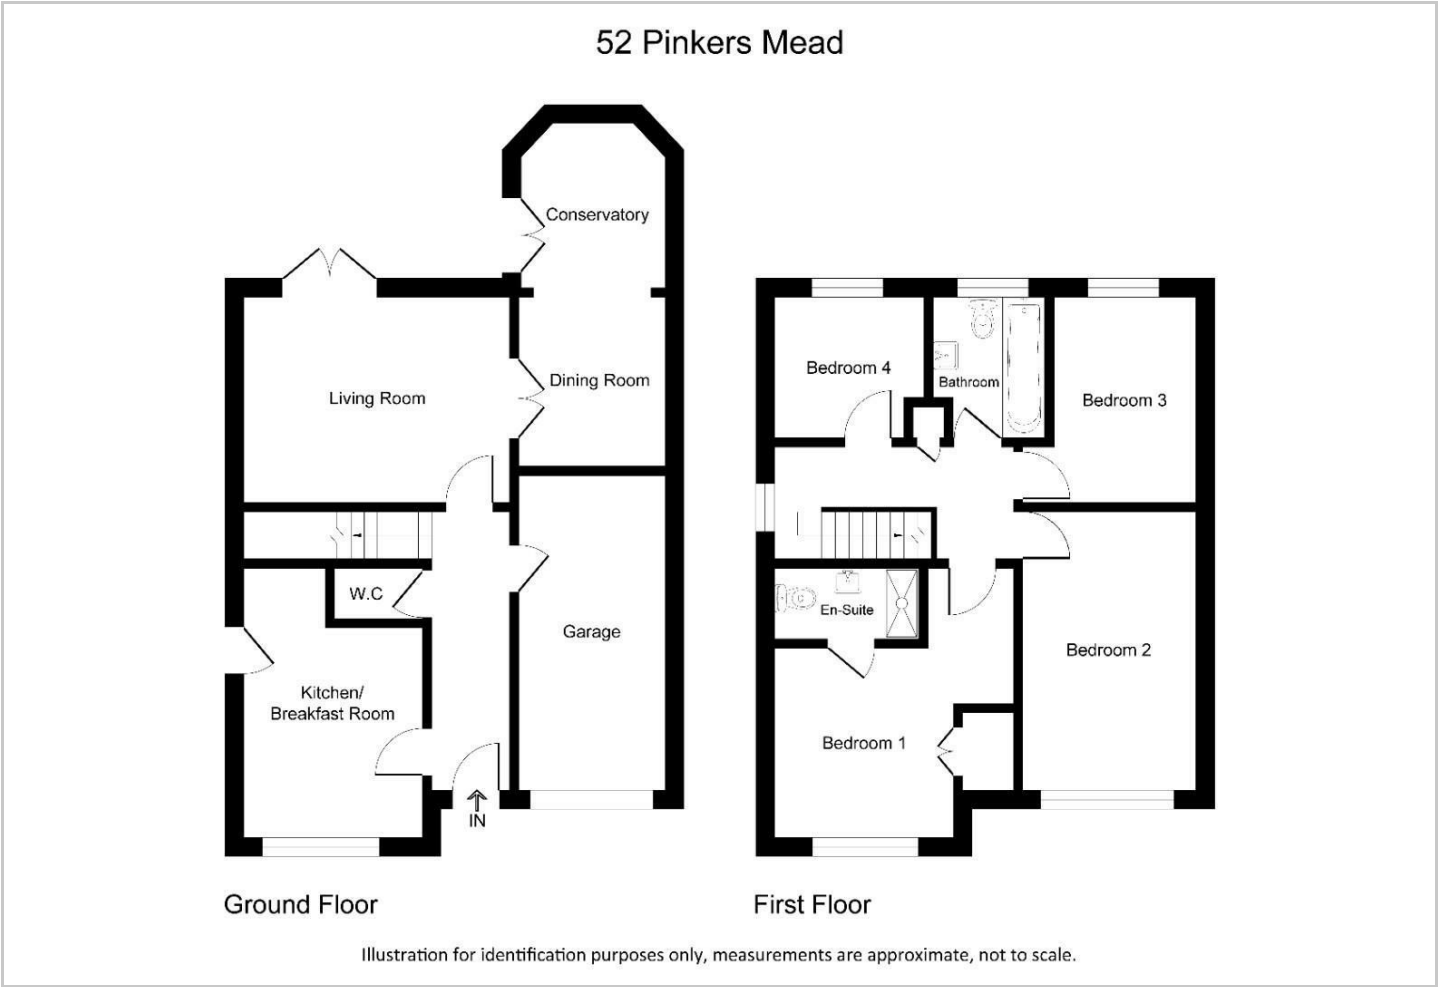 52 Pinkers Mead
Conservatory
Living Room
Dining Room
W.C
Garage
Kitchen/
Breakfast Room
IN
Ground Floor
Bedroom 4
Bathroom
Bedroom 3
En-Suite
Bedroom 2
Bedroom 1
First Floor
Illustration for identification purposes only, measurements are approximate, not to scale.